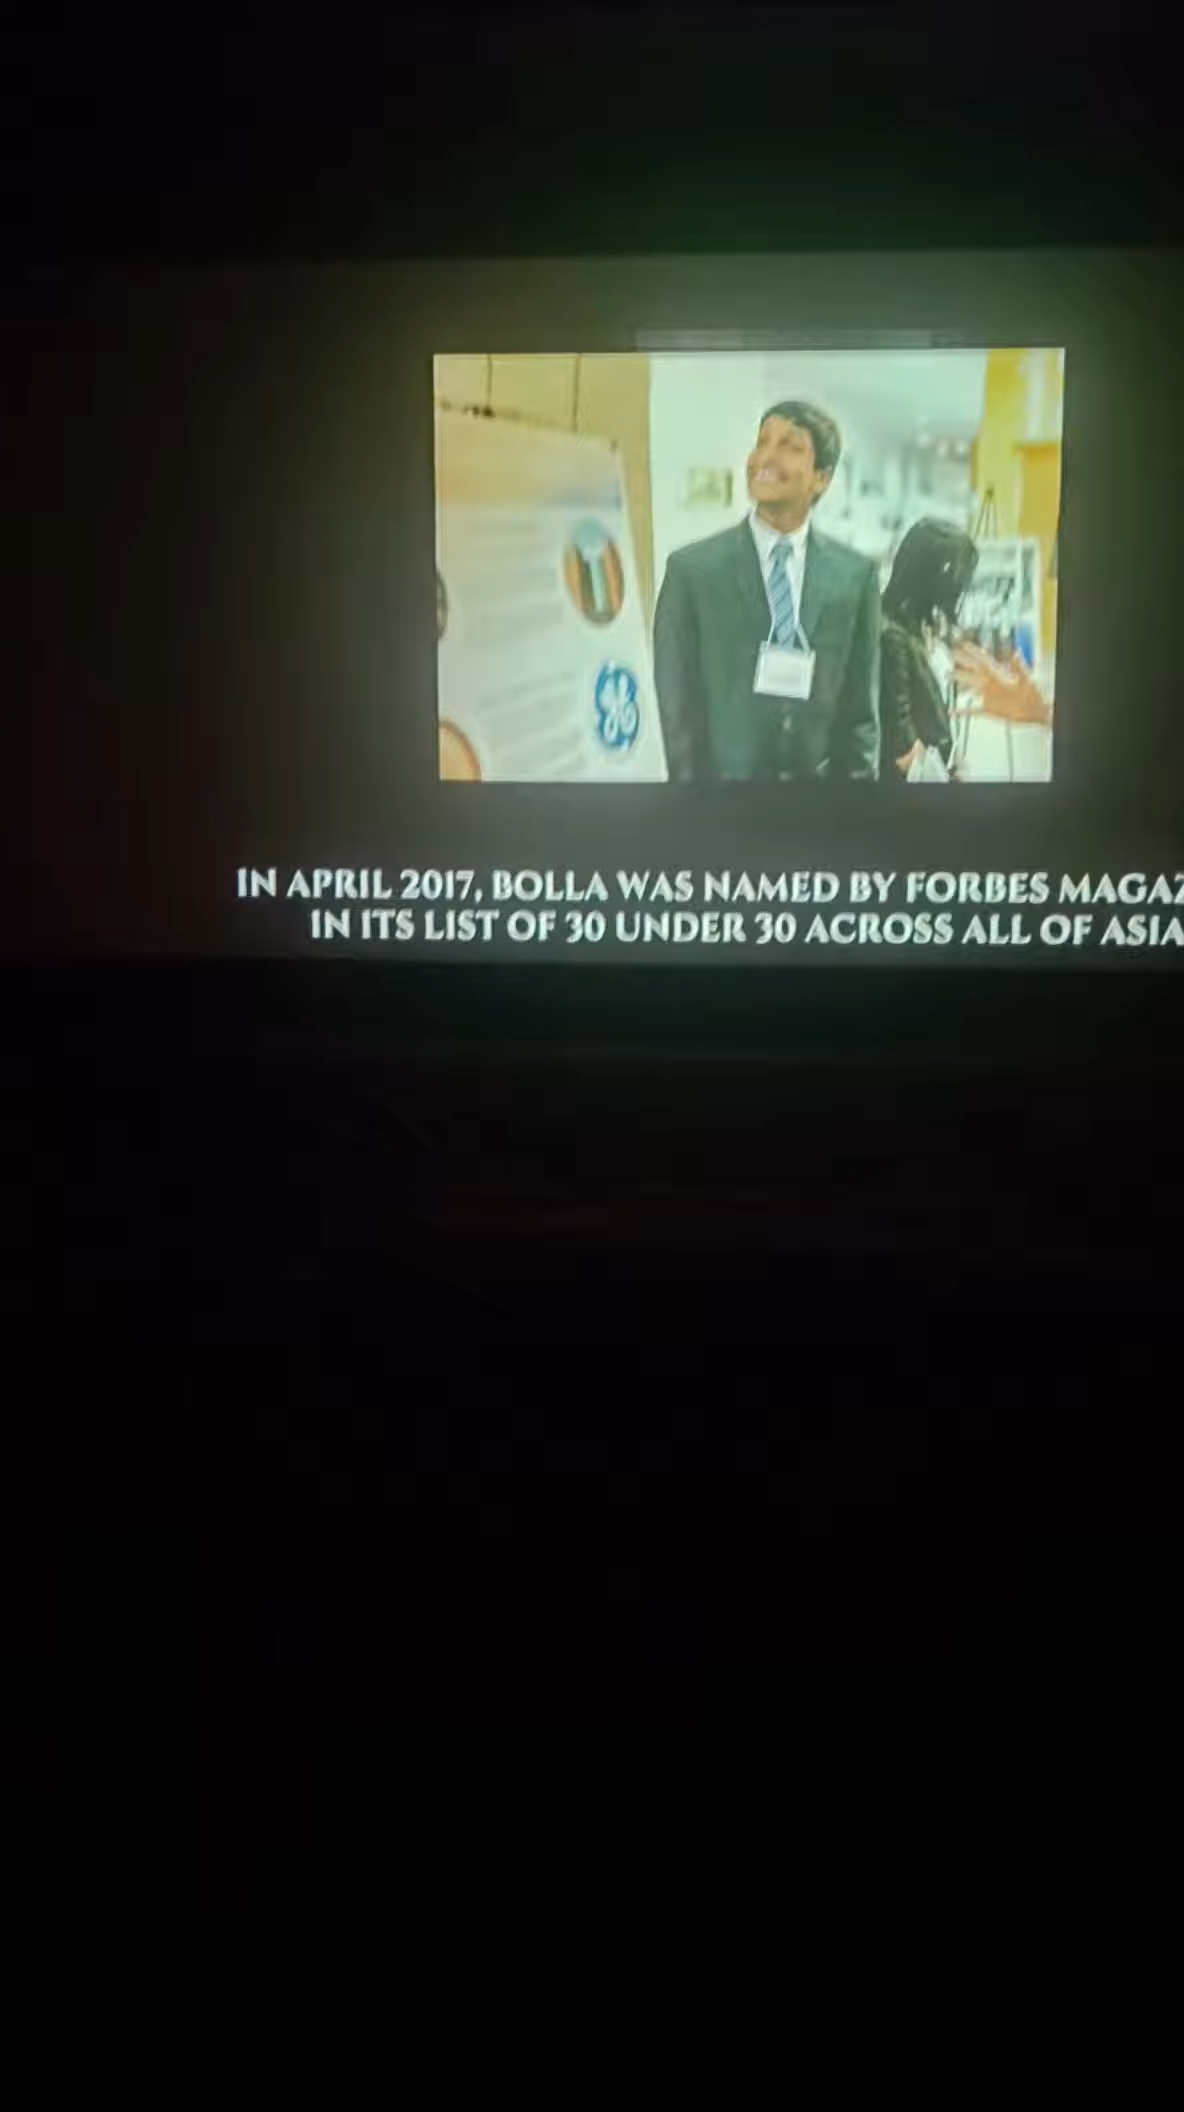 IN APRIL 2017, BOLLA WAS NAMED BY FORBES MAGAZ
IN ITS LIST OF 30 UNDER 30 ACROSS ALL OF ASIA